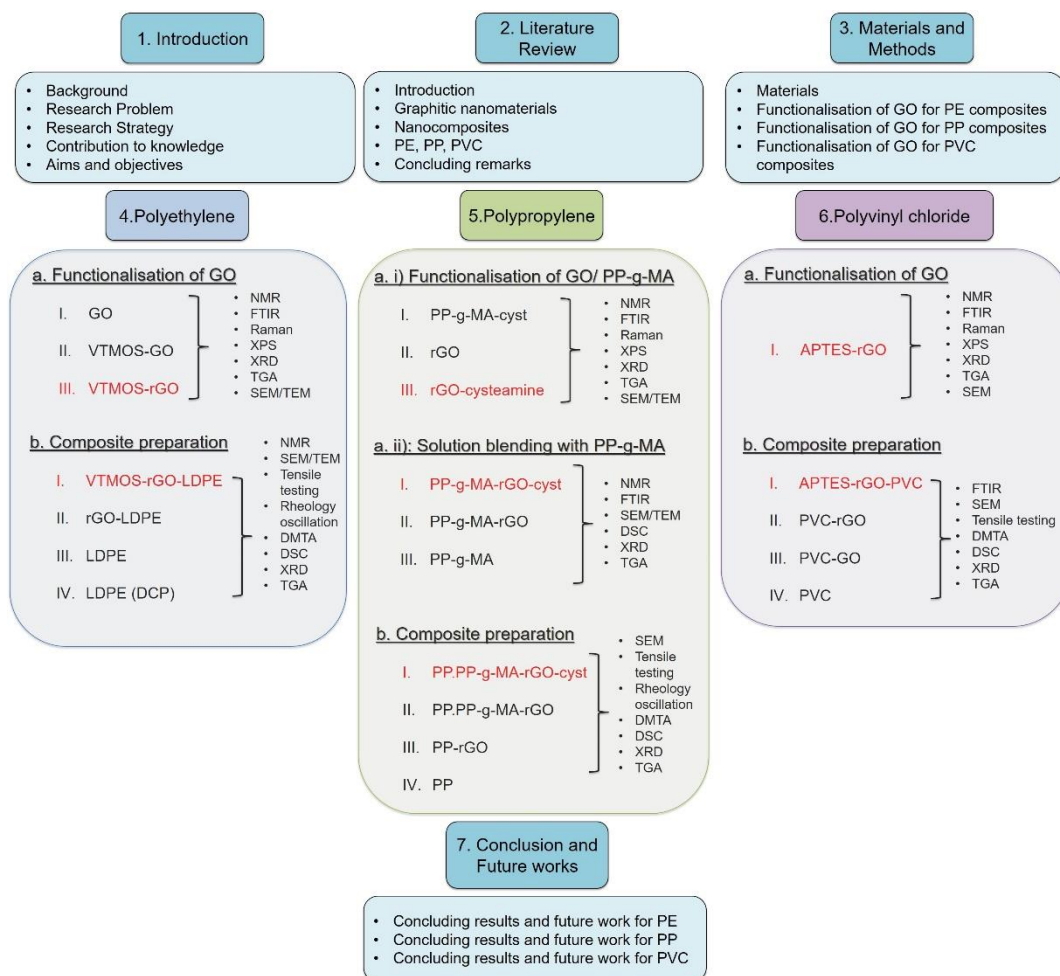 1. Introduction
• Background
• Research Problem
• Research Strategy
• Contribution to knowledge
• Aims and objectives
2. Literature
Review
• Introduction
• Graphitic nanomaterials
• Nanocomposites
• PE, PP, PVC
• Concluding remarks
3. Materials and
Methods
• Materials
• Functionalisation of GO for PE composites
• Functionalisation of GO for PP composites
• Functionalisation of GO for PVC
composites
4.Polyethylene
a. Functionalisation of GO
I. GO
II. VTMOS-GO
III. VTMOS-rGO
• NMR
• FTIR
• Raman
• XPS
• XRD
• TGA
• SEM/TEM
b. Composite preparation
I. VTMOS-rGO-LDPE
II. rGO-LDPE
III. LDPE
IV. LDPE (DCP)
• NMR
• SEM/TEM
• Tensile
testing
• Rheology
oscillation
• DMTA
• DSC
• XRD
• TGA
5.Polypropylene
a. i) Functionalisation of GO/ PP-g-MA
I. PP-g-MA-cyst
II. rGO
III. rGO-cysteamine
• NMR
• FTIR
• Raman
• XPS
• XRD
• TGA
• SEM/TEM
a. ii): Solution blending with PP-g-MA
I. PP-g-MA-rGO-cyst
II. PP-g-MA-rGO
III. PP-g-MA
• NMR
• FTIR
• SEM/TEM
• DSC
• XRD
• TGA
b. Composite preparation
I. PP.PP-g-MA-rGO-cyst
II. PP.PP-g-MA-rGO
III. PP-rGO
IV. PP
• SEM
• Tensile
testing
• Rheology
oscillation
• DMTA
• DSC
• XRD
• TGA
6.Polyvinyl chloride
a. Functionalisation of GO
I. APTES-rGO
• NMR
• FTIR
• Raman
• XPS
• XRD
• TGA
• SEM
b. Composite preparation
I. APTES-rGO-PVC
II. PVC-rGO
III. PVC-GO
IV. PVC
• FTIR
• SEM
• Tensile testing
• DMTA
• DSC
• XRD
• TGA
7. Conclusion and
Future works
• Concluding results and future work for PE
• Concluding results and future work for PP
• Concluding results and future work for PVC